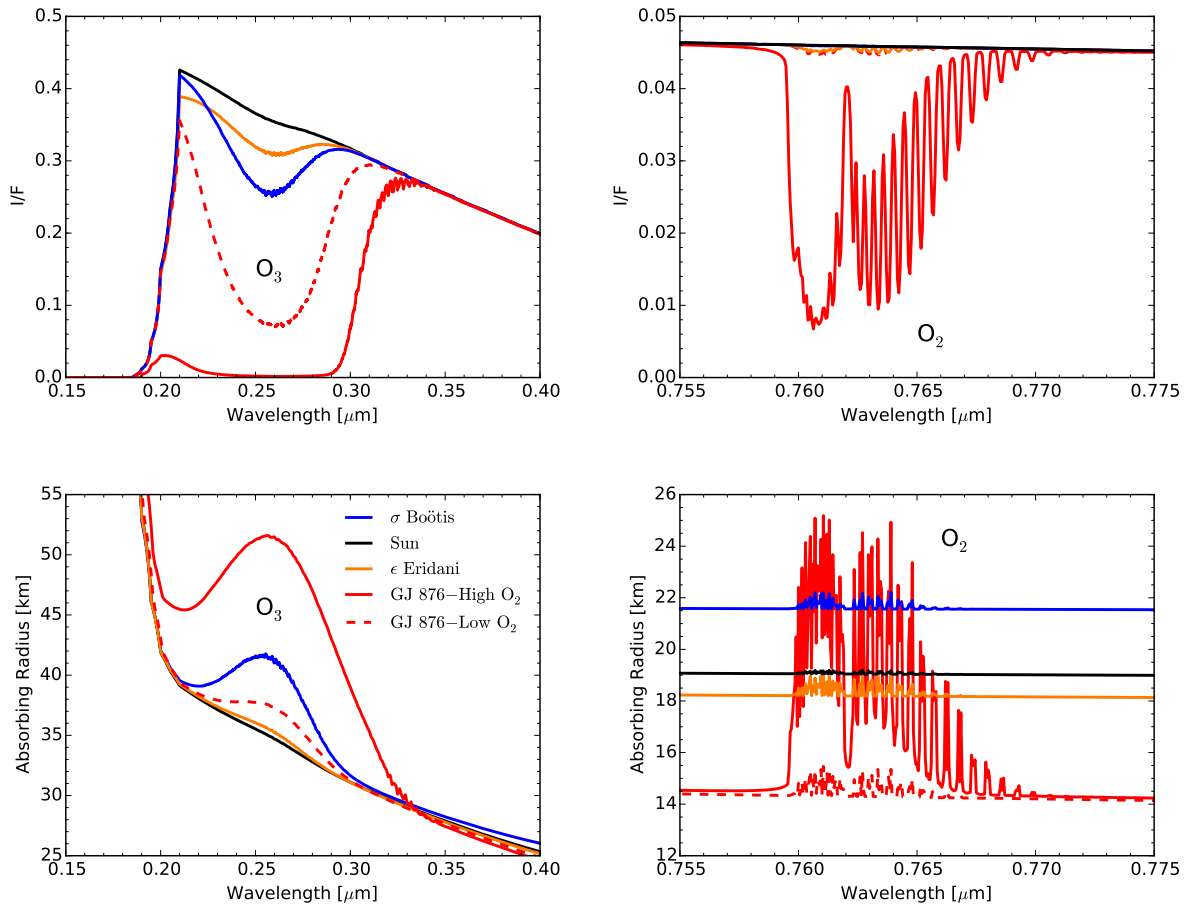 0.5
0.4
0.3
0.2
0.1
0.0
I/F
O₃
0.15 0.20 0.25 0.30 0.35 0.40
Wavelength [μm]
0.05
0.04
0.03
0.02
0.01
0.00
I/F
O₂
0.755 0.760 0.765 0.770 0.775
Wavelength [μm]
55
50
45
40
35
30
25
Absorbing Radius [km]
O₃
σ Boötis
Sun
ϵ Eridani
GJ 876−High O₂
GJ 876−Low O₂
0.15 0.20 0.25 0.30 0.35 0.40
Wavelength [μm]
26
24
22
20
18
16
14
12
Absorbing Radius [km]
O₂
0.755 0.760 0.765 0.770 0.775
Wavelength [μm]